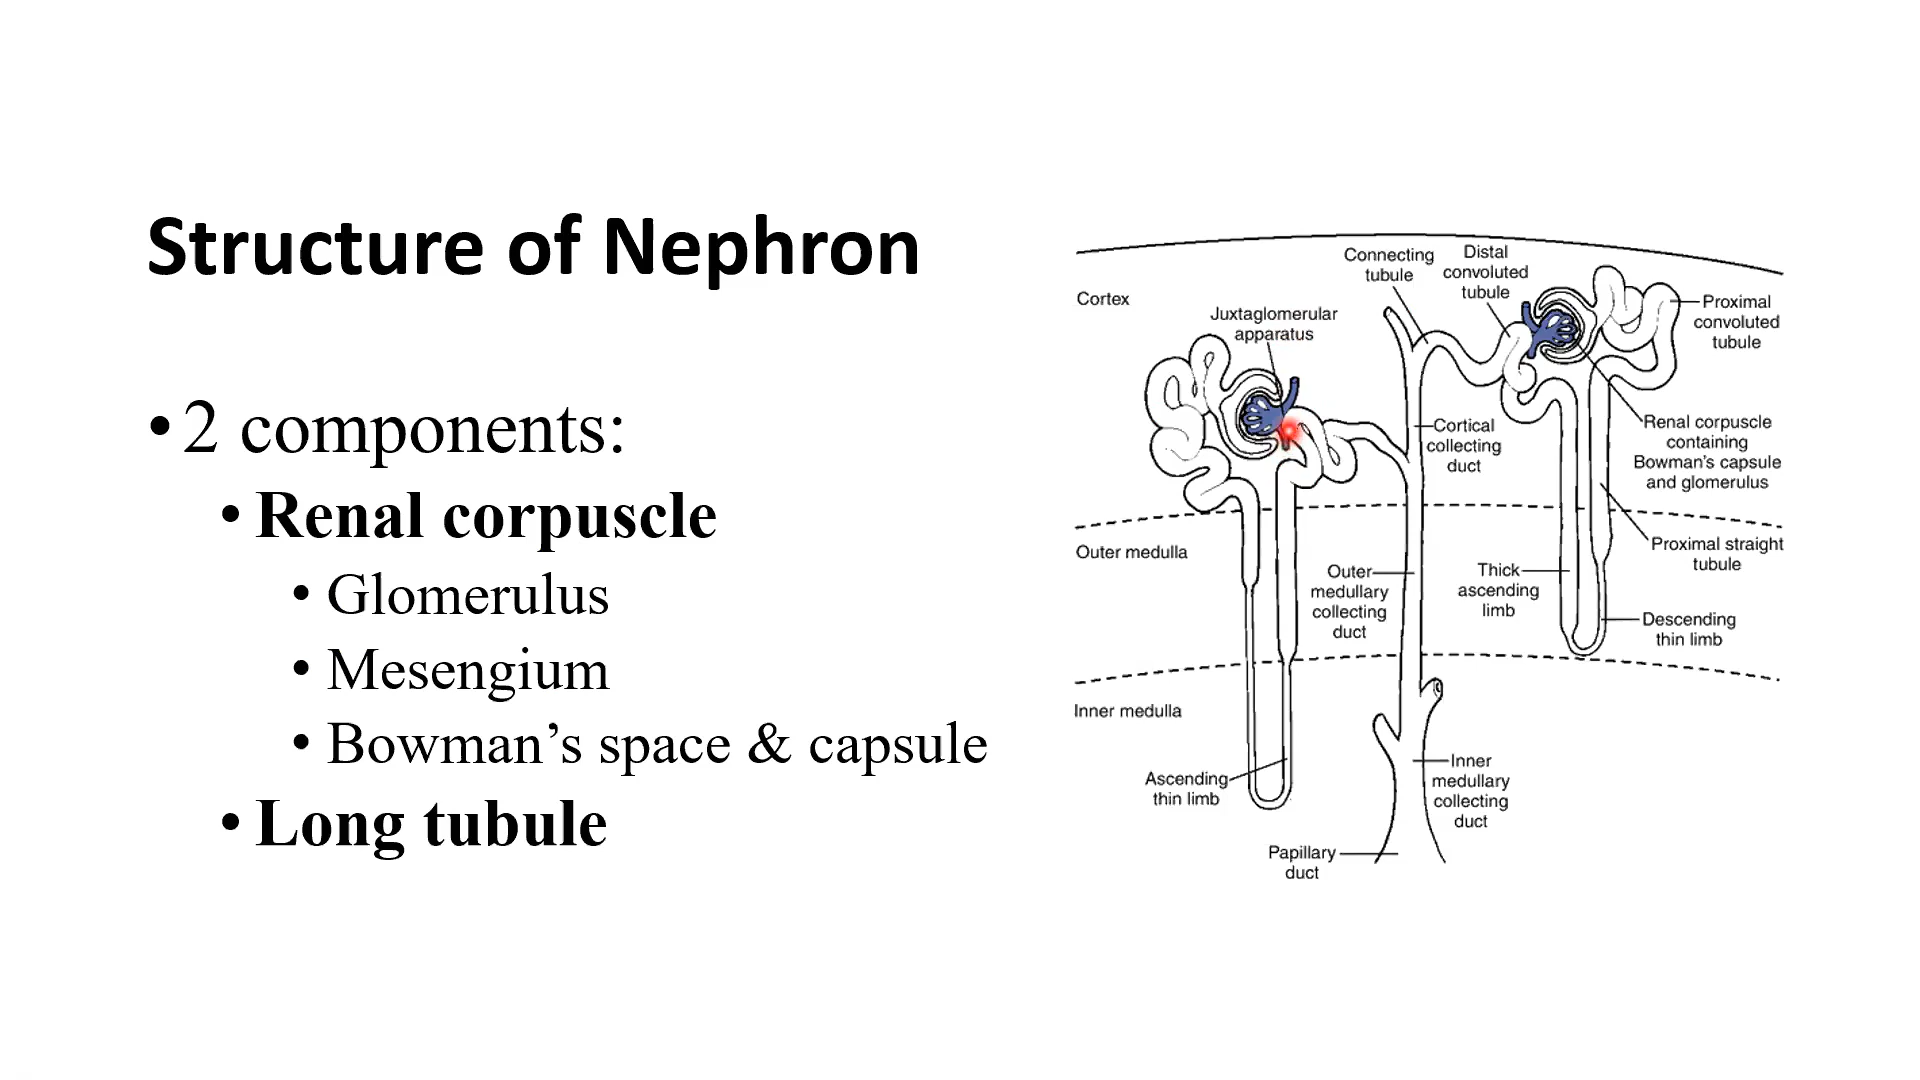 Structure of Nephron
• 2 components:
• Renal corpuscle
• Glomerulus
• Mesengium
• Bowman’s space & capsule
• Long tubule
Connecting
tubule
Distal
convoluted
tubule
Cortex
Juxtaglomerular
apparatus
Proximal
convoluted
tubule
Cortical
collecting
duct
Renal corpuscle
containing
Bowman's capsule
and glomerulus
Outer medulla
Proximal straight
tubule
Outer
medullary
collecting
duct
Thick
ascending
limb
Descending
thin limb
Inner medulla
Ascending
thin limb
Inner
medullary
collecting
duct
Papillary
duct